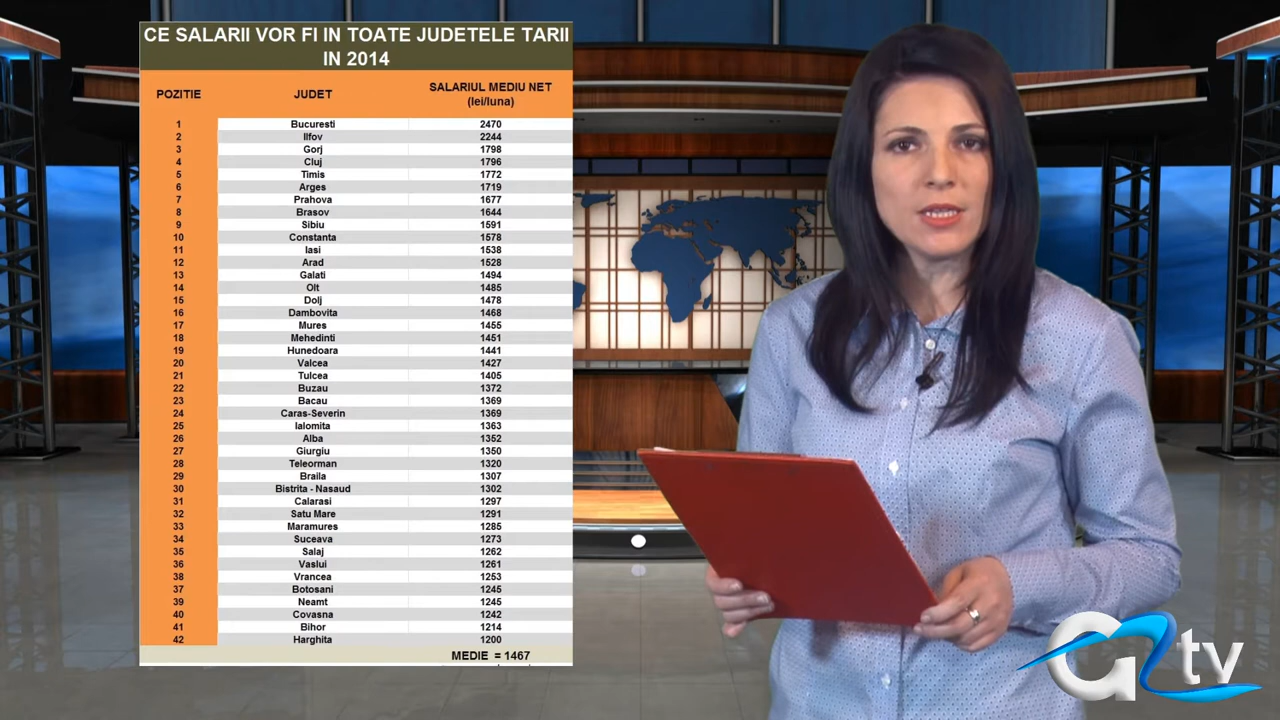 CE SALARII VOR FI IN TOATE JUDETELE TARII
IN 2014
POZITIE JUDET SALARIUL MEDIU NET
(lei/luna)
1 Bucuresti 2470
2 Ilfov 2244
3 Gorj 1798
4 Cluj 1796
5 Timis 1772
6 Arges 1719
7 Prahova 1677
8 Brasov 1644
9 Sibiu 1591
10 Constanta 1578
11 Iasi 1538
12 Arad 1528
13 Galati 1494
14 Olt 1485
15 Dolj 1478
16 Dambovita 1468
17 Mures 1455
18 Mehedinti 1451
19 Hunedoara 1441
20 Valcea 1427
21 Tulcea 1405
22 Buzau 1372
23 Bacau 1369
24 Caras-Severin 1369
25 Ialomita 1363
26 Alba 1352
27 Giurgiu 1350
28 Teleorman 1320
29 Braila 1307
30 Bistrita - Nasaud 1302
31 Calarasi 1297
32 Satu Mare 1291
33 Maramures 1285
34 Suceava 1273
35 Salaj 1262
36 Vaslui 1261
38 Vrancea 1253
37 Botosani 1245
39 Neamt 1245
40 Covasna 1242
41 Bihor 1214
42 Harghita 1200
MEDIE = 1467
a2 tv